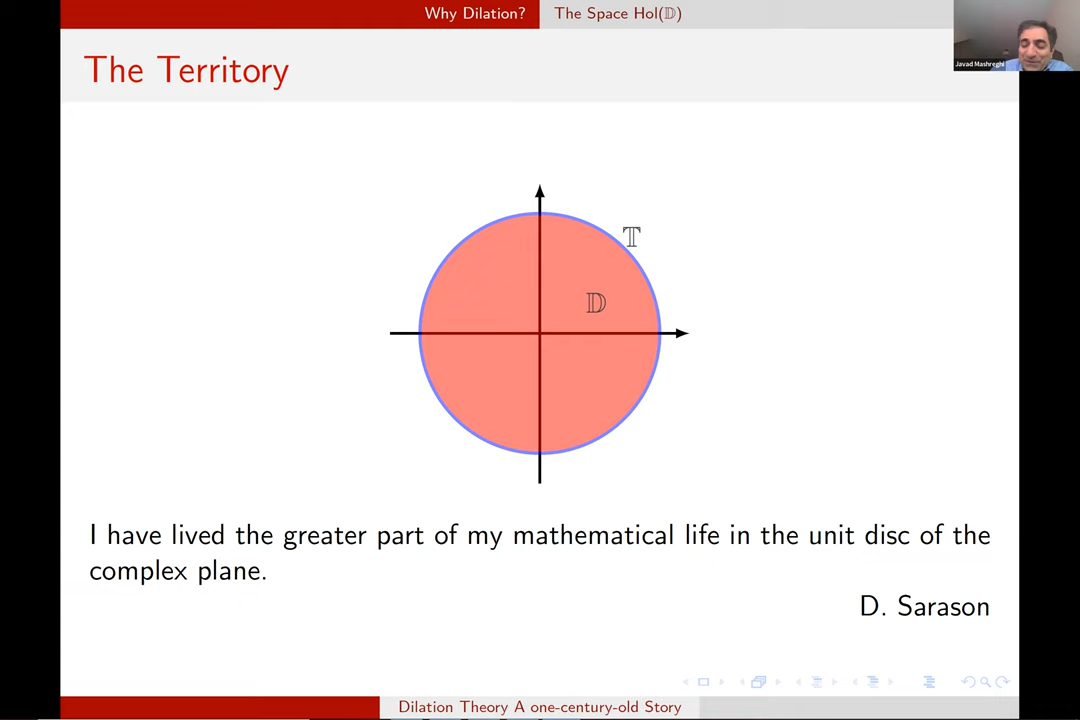 Why Dilation? The Space Hol(𝔻)
Javad Mashreghi
The Territory
𝕋
𝔻
I have lived the greater part of my mathematical life in the unit disc of the
complex plane.
D. Sarason
Dilation Theory A one-century-old Story